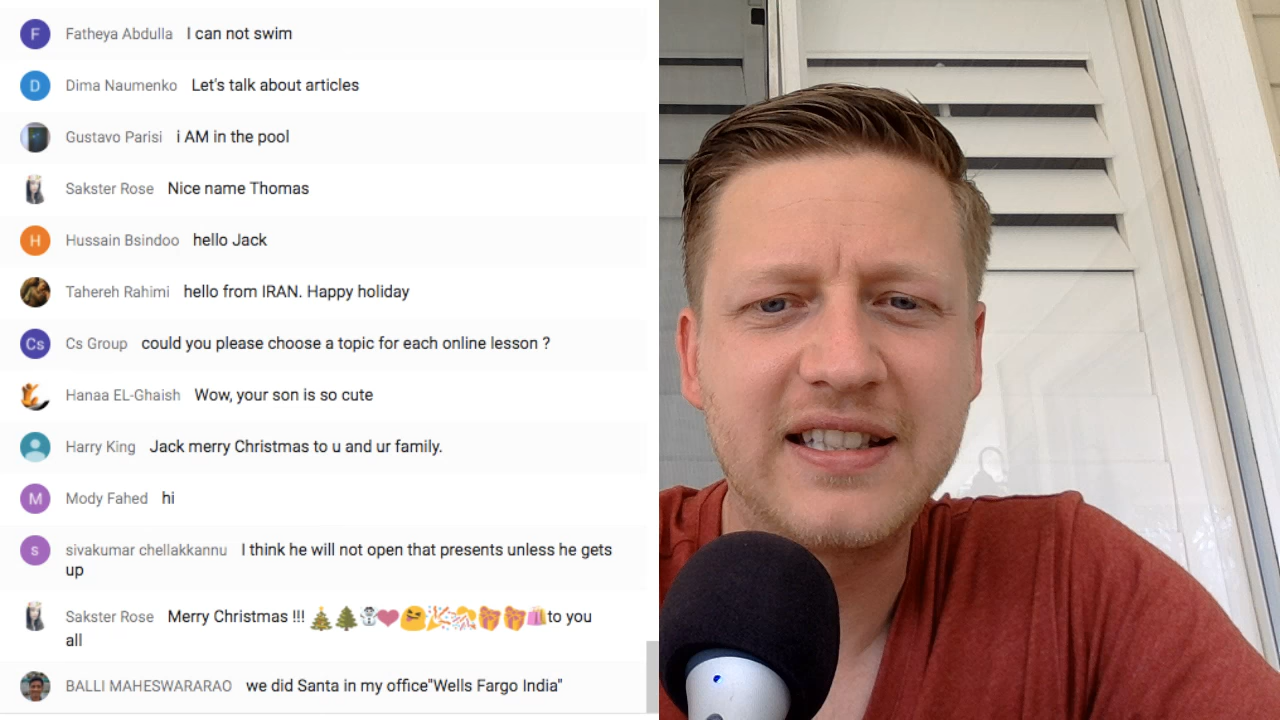 F Fatheya Abdulla I can not swim
D Dima Naumenko Let's talk about articles
Gustavo Parisi i AM in the pool
Sakster Rose Nice name Thomas
H Hussain Bsindoo hello Jack
Tahereh Rahimi hello from IRAN. Happy holiday
Cs Cs Group could you please choose a topic for each online lesson ?
Hanaa EL-Ghaish Wow, your son is so cute
Harry King Jack merry Christmas to u and ur family.
M Mody Fahed hi
s sivakumar chellakkannu I think he will not open that presents unless he gets
up
Sakster Rose Merry Christmas !!! 🎄🌲⛄❤️😝🎉🎊🎁🎁🛍️to you
all
BALLI MAHESWARARAO we did Santa in my office"Wells Fargo India"